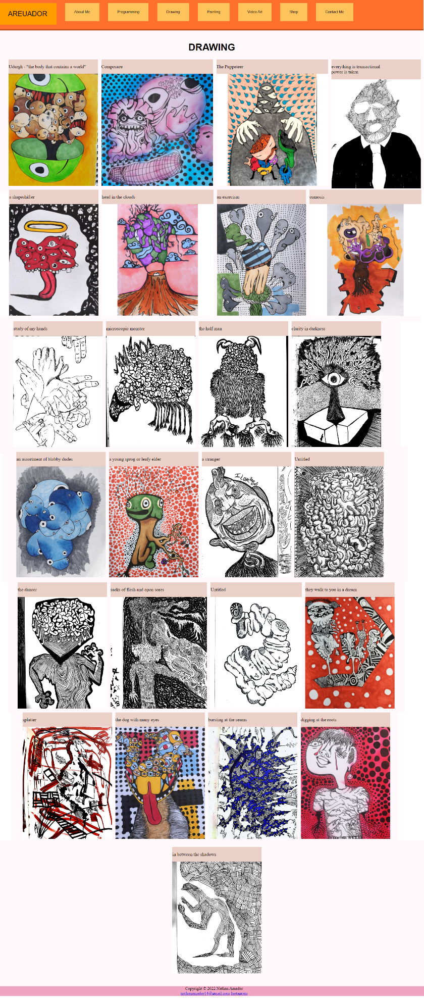 AREUADOR
About Me
Programming
Drawing
Painting
Video Art
Shop
Contact Me
DRAWING
Udurgh - "the body that contains a world"
Composure
The Puppeteer
everything is transactional
power is taken
a shapeshifter
head in the clouds
an exorcism
osmosis
study of my hands
microscopic monster
the half man
clarity in darkness
an assortment of blobby dudes
a young sprog or leafy elder
a stranger
Untitled
I Love
the dancer
sacks of flesh and open sores
Untitled
they walk to you in a dream
splatter
the dog with many eyes
bursting at the seams
digging at the roots
in between the shadows
Copyright © 2022 Nathan Amador
nathanamador14@gmail.com Instagram